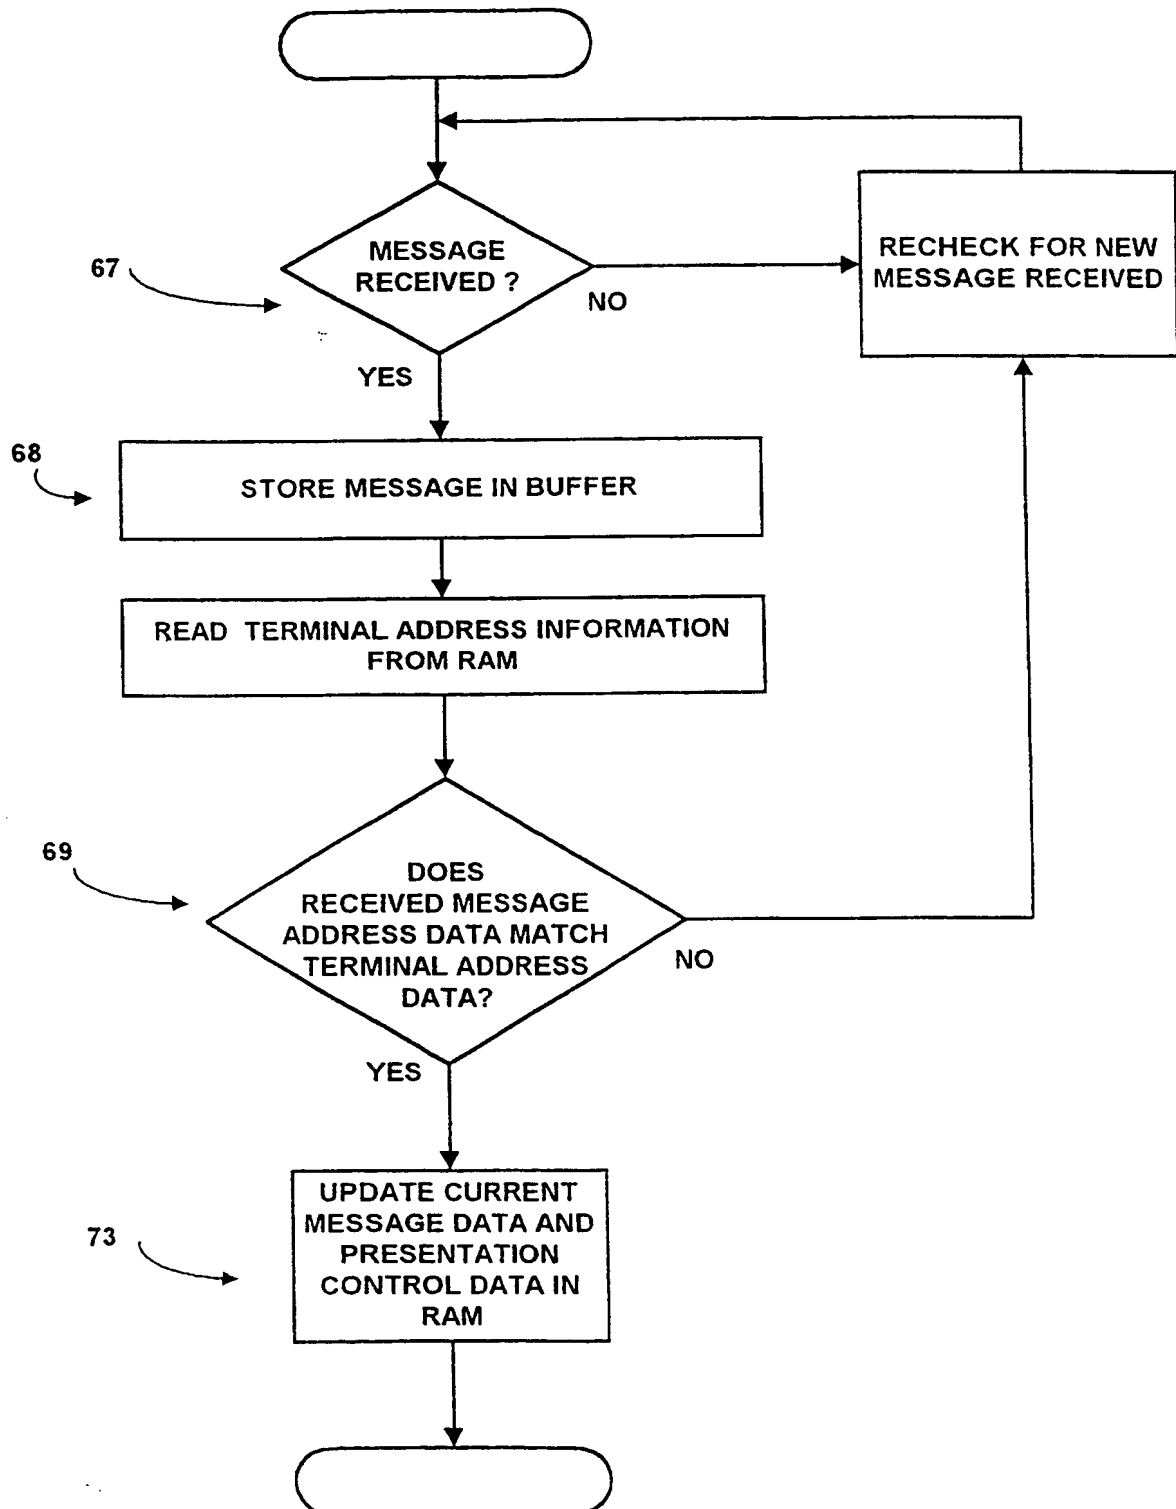 MESSAGE
RECEIVED ?
67
NO
YES
RECHECK FOR NEW
MESSAGE RECEIVED
68
STORE MESSAGE IN BUFFER
READ TERMINAL ADDRESS INFORMATION
FROM RAM
69
DOES
RECEIVED MESSAGE
ADDRESS DATA MATCH
TERMINAL ADDRESS
DATA?
NO
YES
73
UPDATE CURRENT
MESSAGE DATA AND
PRESENTATION
CONTROL DATA IN
RAM